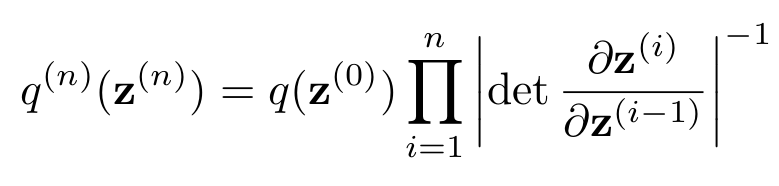 $q^{(n)}(\mathbf{z}^{(n)}) = q(\mathbf{z}^{(0)}) \prod_{i=1}^{n} \left| \det \frac{\partial \mathbf{z}^{(i)}}{\partial \mathbf{z}^{(i-1)}} \right|^{-1}$